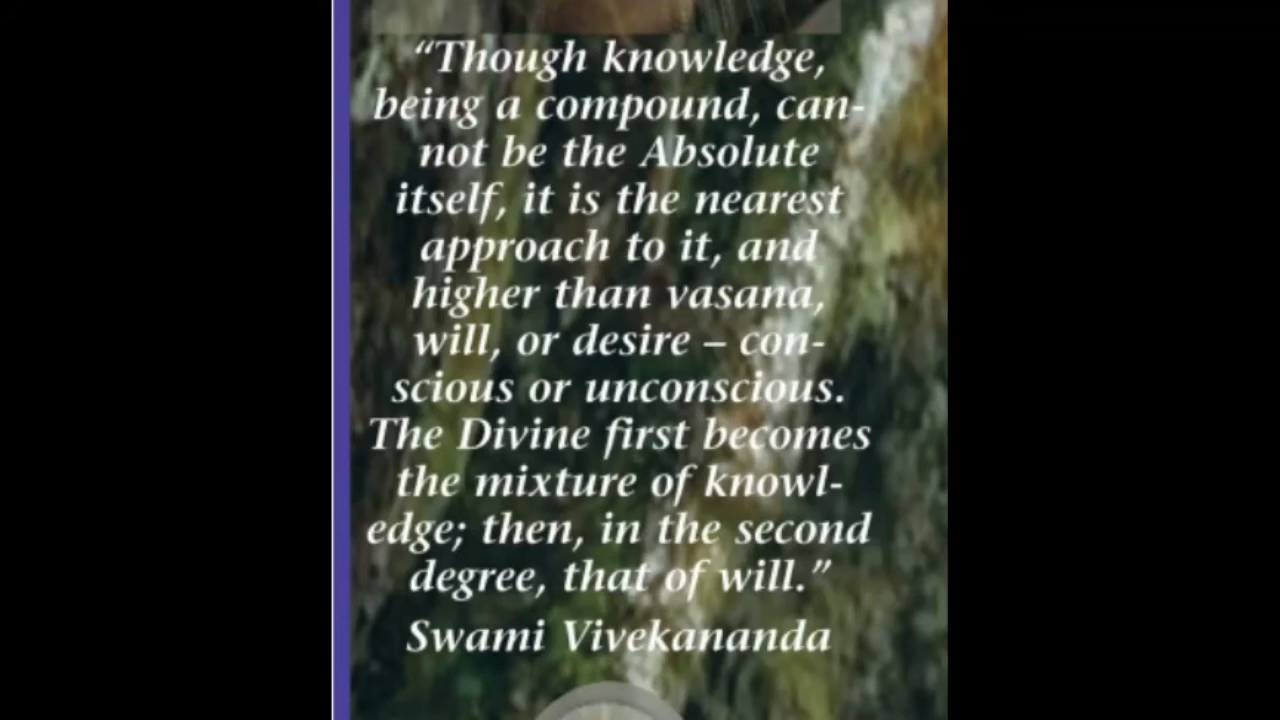 “Though knowledge,
being a compound, can-
not be the Absolute
itself, it is the nearest
approach to it, and
higher than vasana,
will, or desire – con-
scious or unconscious.
The Divine first becomes
the mixture of knowl-
edge; then, in the second
degree, that of will.”
Swami Vivekananda